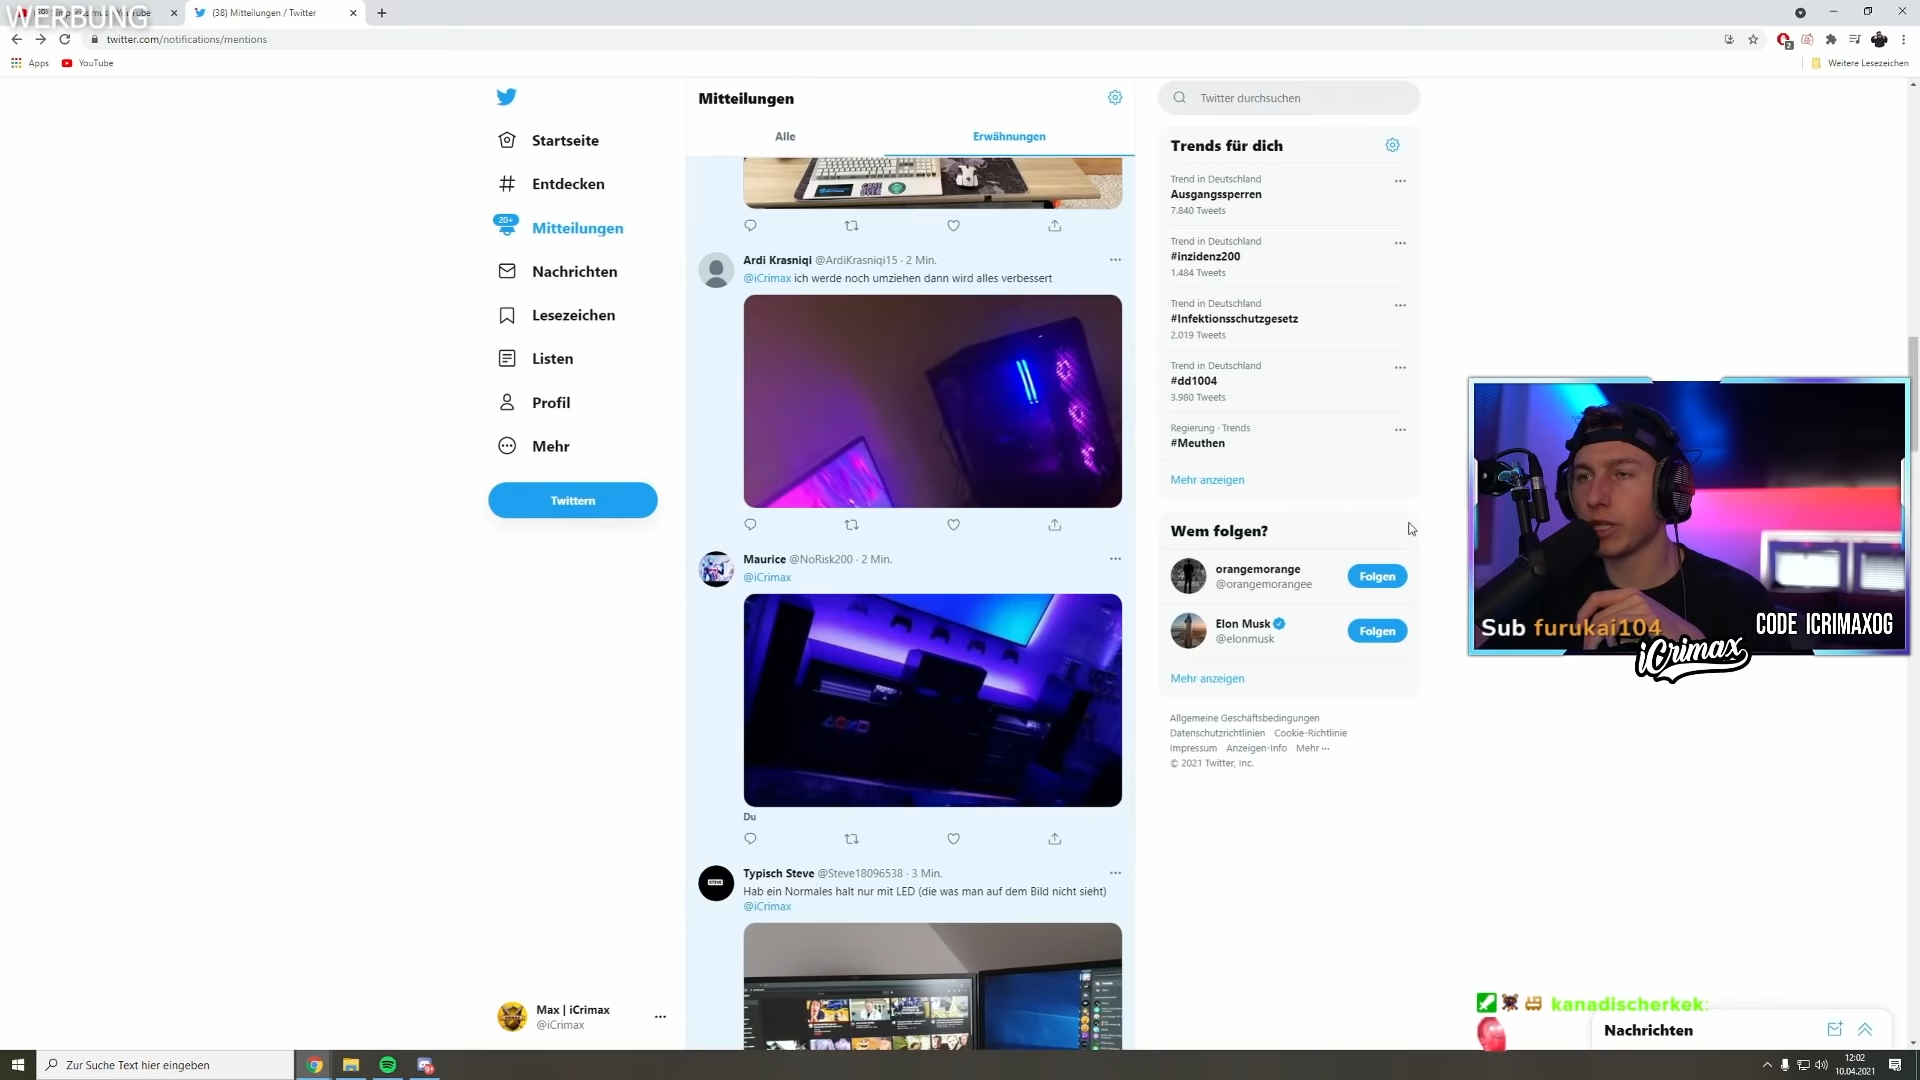 WERBUNG
YouTube
(38) Mitteilungen / Twitter
twitter.com/notifications/mentions
Apps
YouTube
Weitere Lesezeichen
Startseite
Entdecken
20+
Mitteilungen
Nachrichten
Lesezeichen
Listen
Profil
Mehr
Twittern
Max | iCrimax
@iCrimax
Mitteilungen
Alle
Erwähnungen
GAME OVER
Ardi Krasniqi @ArdiKrasniqi15 · 2 Min.
@iCrimax ich werde noch umziehen dann wird alles verbessert
Maurice @NoRisk200 · 2 Min.
@iCrimax
Du
Typisch Steve @Steve18096538 · 3 Min.
Hab ein Normales halt nur mit LED (die was man auf dem Bild nicht sieht)
@iCrimax
Twitter durchsuchen
Trends für dich
Trend in Deutschland
Ausgangssperren
7.840 Tweets
Trend in Deutschland
#inzidenz200
1.484 Tweets
Trend in Deutschland
#Infektionsschutzgesetz
2.019 Tweets
Trend in Deutschland
#dd1004
3.980 Tweets
Regierung · Trends
#Meuthen
Mehr anzeigen
Wem folgen?
orangemorange
@orangemorangee
Folgen
Elon Musk
@elonmusk
Folgen
Mehr anzeigen
Allgemeine Geschäftsbedingungen
Datenschutzrichtlinien Cookie-Richtlinie
Impressum Anzeigen-Info Mehr ···
© 2021 Twitter, Inc.
Sub furukai104
CODE ICRIMAXOG
iCrimax
kanadischerkek:
Nachrichten
Zur Suche Text hier eingeben
12:02
10.04.2021